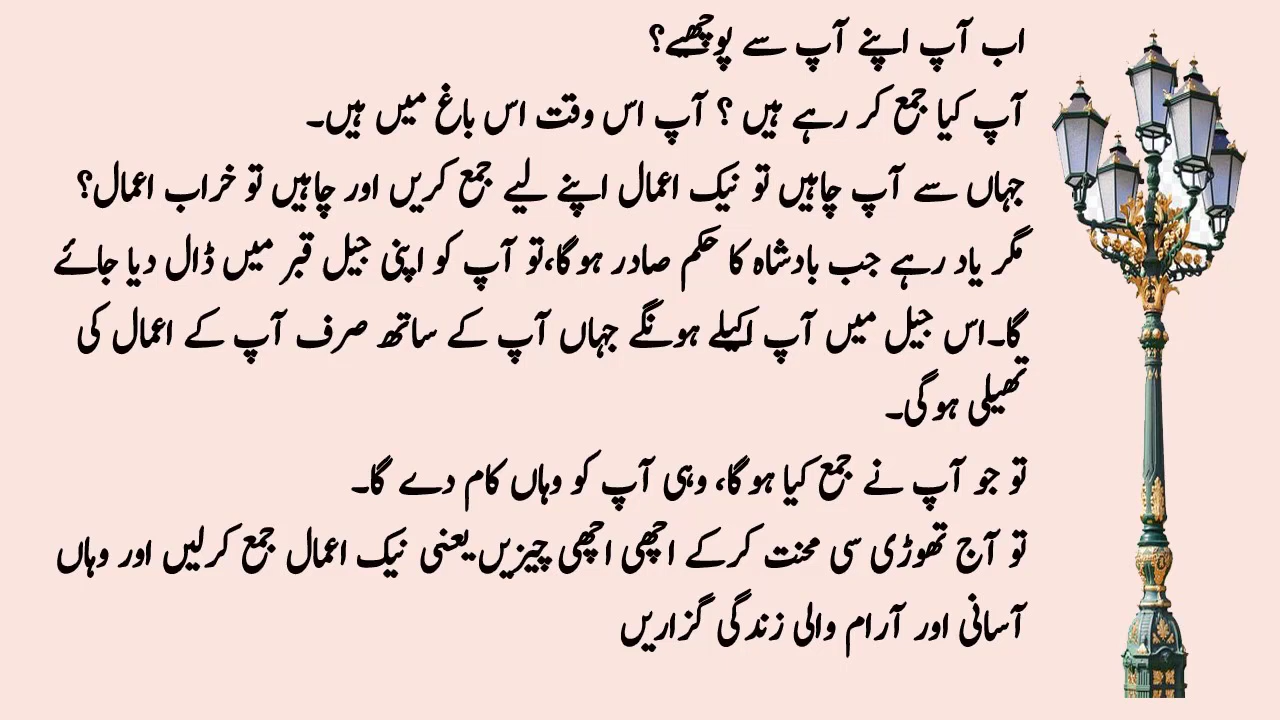 اب آپ اپنے آپ سے پوچھیے؟
آپ کیا جمع کر رہے ہیں ؟ آپ اس وقت اس باغ میں ہیں۔
جہاں سے آپ چاہیں تو نیک اعمال اپنے لیے جمع کریں اور چاہیں تو خراب اعمال؟
مگر یاد رہے جب بادشاہ کا حکم صادر ہوگا،تو آپ کو اپنی جیل قبر میں ڈال دیا جائے
گا۔اس جیل میں آپ اکیلے ہونگے جہاں آپ کے ساتھ صرف آپ کے اعمال کی
تھیلی ہوگی۔
تو جو آپ نے جمع کیا ہوگا، وہی آپ کو وہاں کام دے گا۔
تو آج تھوڑی سی محنت کرکے اچھی اچھی چیزیں یعنی نیک اعمال جمع کرلیں اور وہاں
آسانی اور آرام والی زندگی گزاریں